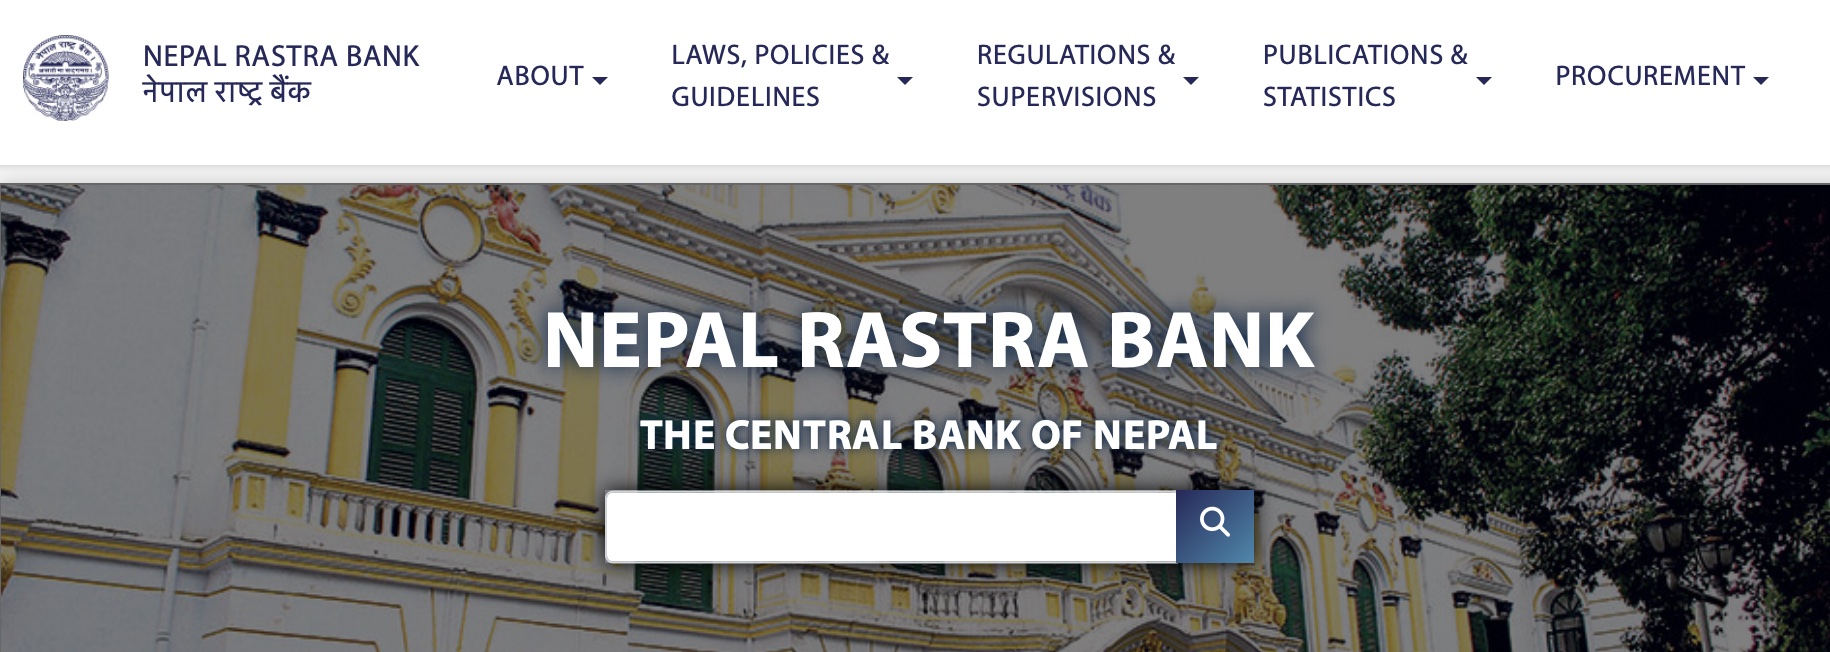 NEPAL RASTRA BANK
नेपाल राष्ट्र बैंक
ABOUT
LAWS, POLICIES &
GUIDELINES
REGULATIONS &
SUPERVISIONS
PUBLICATIONS &
STATISTICS
PROCUREMENT
NEPAL RASTRA BANK
THE CENTRAL BANK OF NEPAL